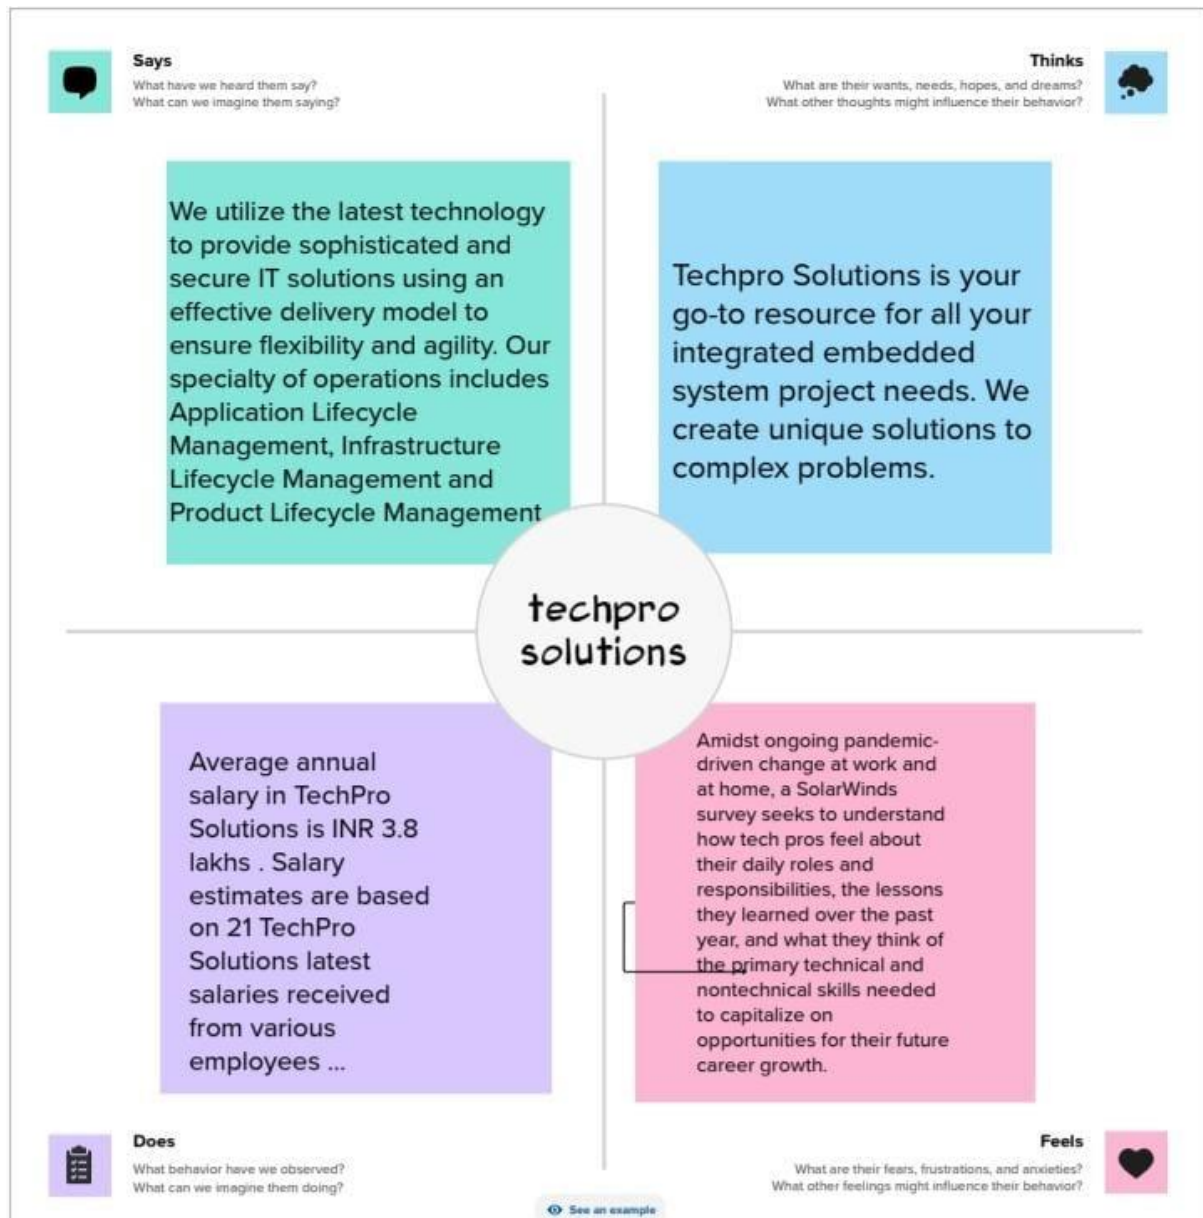 Says
What have we heard them say?
What can we imagine them saying?
Thinks
What are their wants, needs, hopes, and dreams?
What other thoughts might influence their behavior?
We utilize the latest technology
to provide sophisticated and
secure IT solutions using an
effective delivery model to
ensure flexibility and agility. Our
specialty of operations includes
Application Lifecycle
Management, Infrastructure
Lifecycle Management and
Product Lifecycle Management
Techpro Solutions is your
go-to resource for all your
integrated embedded
system project needs. We
create unique solutions to
complex problems.
techpro
solutions
Average annual
salary in TechPro
Solutions is INR 3.8
lakhs . Salary
estimates are based
on 21 TechPro
Solutions latest
salaries received
from various
employees ...
Amidst ongoing pandemic-
driven change at work and
at home, a SolarWinds
survey seeks to understand
how tech pros feel about
their daily roles and
responsibilities, the lessons
they learned over the past
year, and what they think of
the primary technical and
nontechnical skills needed
to capitalize on
opportunities for their future
career growth.
Does
What behavior have we observed?
What can we imagine them doing?
Feels
What are their fears, frustrations, and anxieties?
What other feelings might influence their behavior?
See an example